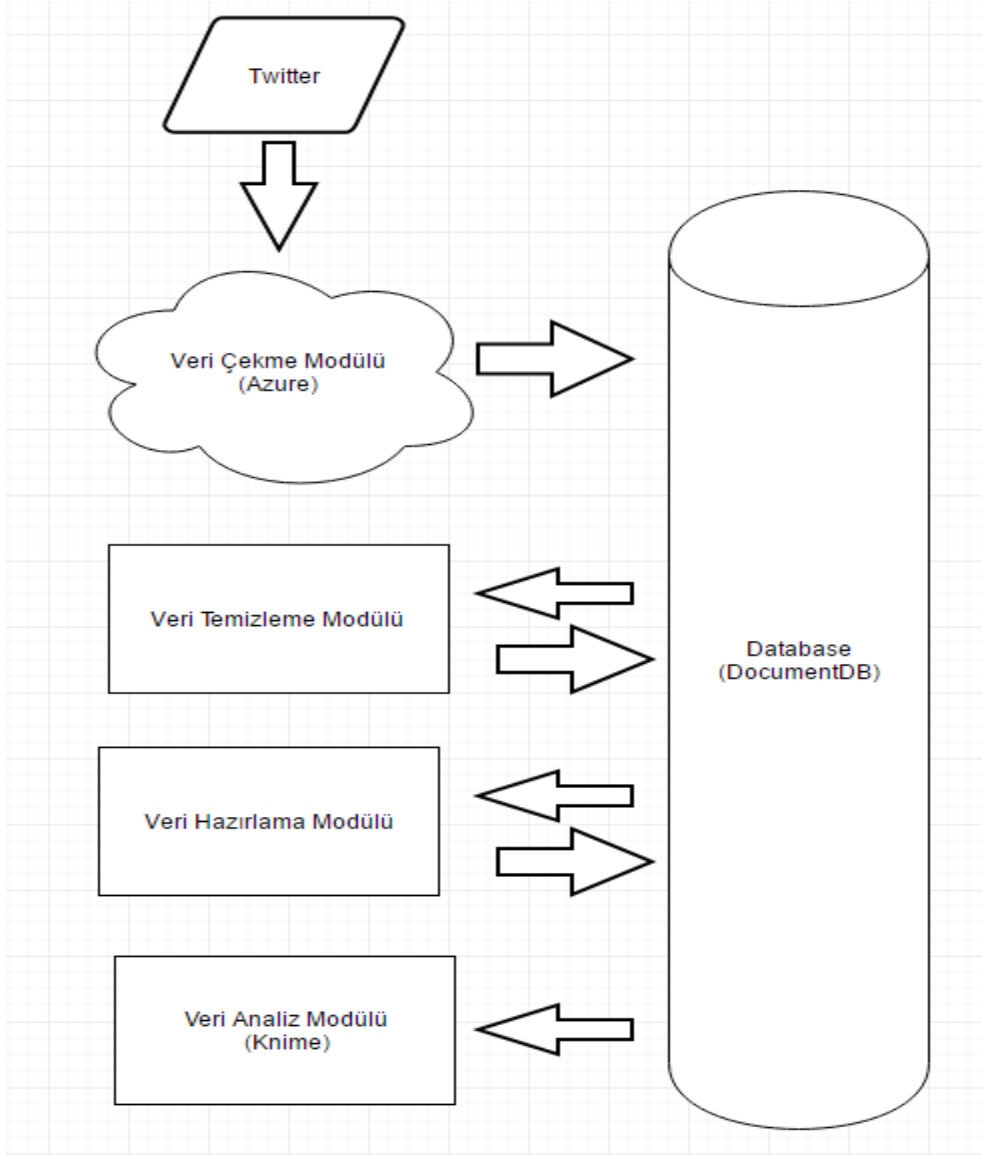 Twitter
Veri Çekme Modülü
(Azure)
Veri Temizleme Modülü
Database
(DocumentDB)
Veri Hazırlama Modülü
Veri Analiz Modülü
(Knime)